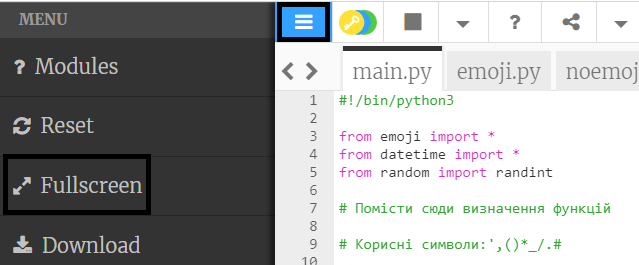 MENU
? Modules
Reset
Fullscreen
Download
?
main.py emoji.py noemoj
1 #!/bin/python3
2
3 from emoji import *
4 from datetime import *
5 from random import randint
6
7 # Помісти сюди визначення функцій
8
9 # Корисні символи:',()*_/.#
10